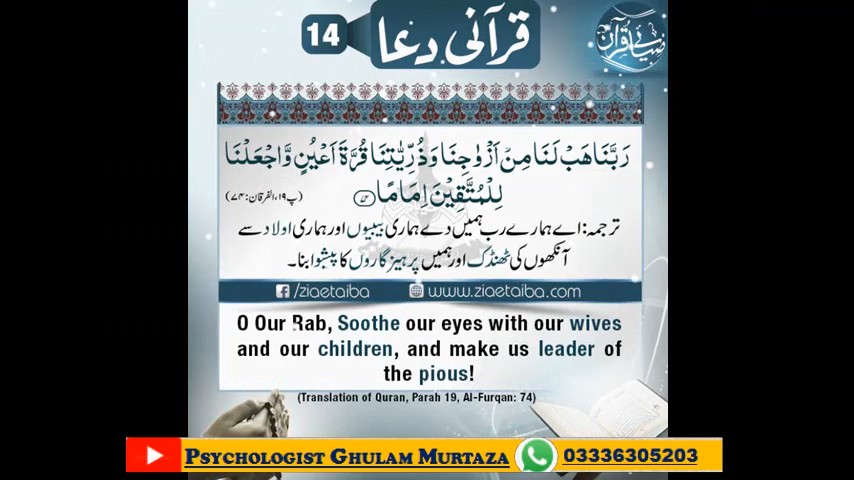 14
قرآنی دعا
ضیائے قرآن
رَبَّنَا هَبْ لَنَا مِنْ اَزْوَاجِنَا وَ ذُرِّیّٰتِنَا قُرَّةَ اَعْیُنٍ وَّ اجْعَلْنَا
لِلْمُتَّقِیْنَ اِمَامًا ﴿۷۴﴾ (پ۱۹، الفرقان: ۷۴)
ترجمہ: اے ہمارے رب ہمیں دے ہماری بیبیوں اور ہماری اولاد سے
آنکھوں کی ٹھنڈک اور ہمیں پرہیزگاروں کا پیشوا بنا۔
/ziaetaiba www.ziaetaiba.com
O Our Rab, Soothe our eyes with our wives
and our children, and make us leader of
the pious!
(Translation of Quran, Parah 19, Al-Furqan: 74)
PSYCHOLOGIST GHULAM MURTAZA 03336305203